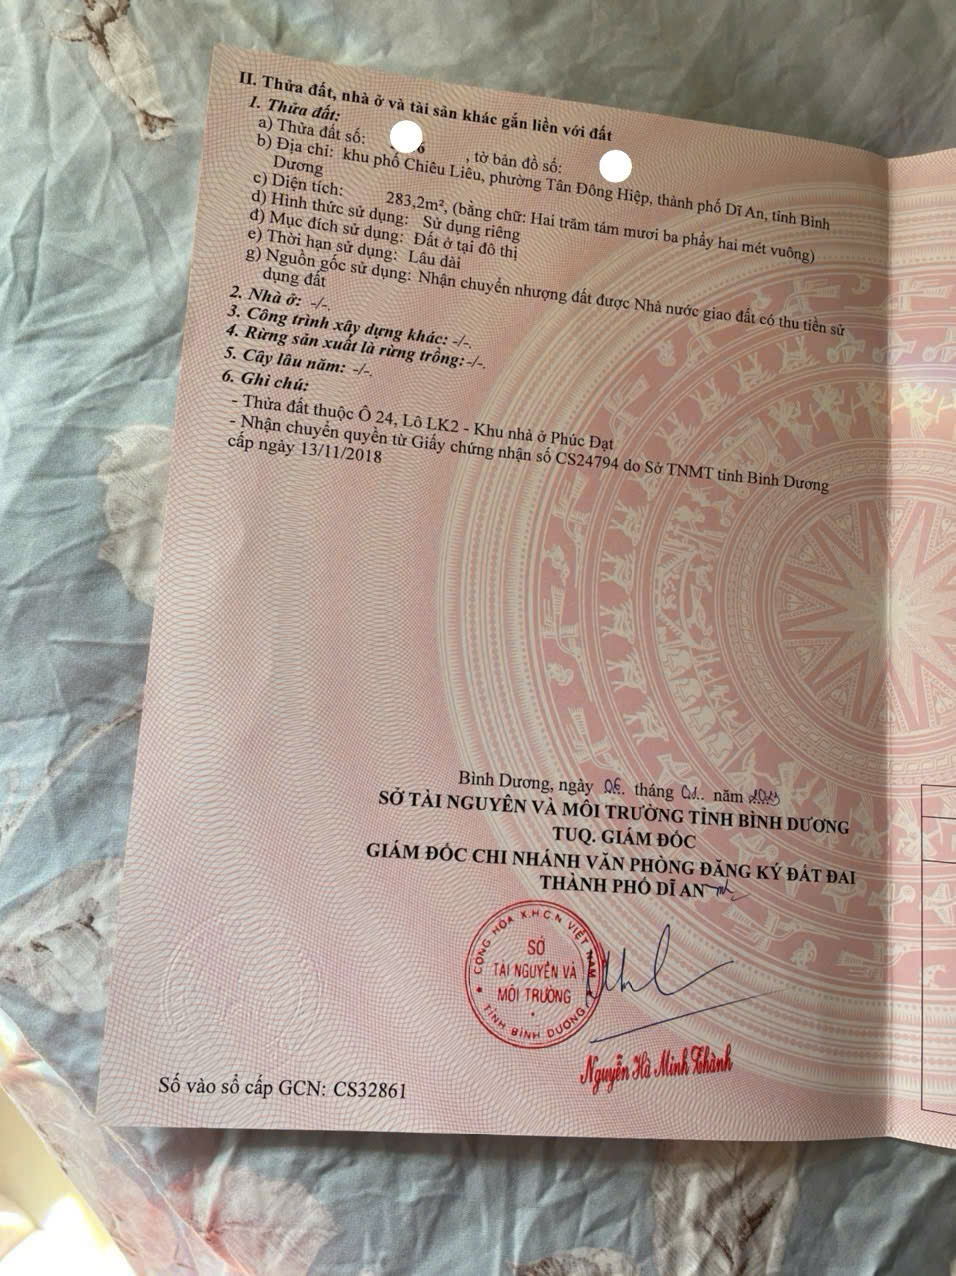 II. Thửa đất, nhà ở và tài sản khác gắn liền với đất
1. Thửa đất:
a) Thửa đất số: 6 , tờ bản đồ số:
b) Địa chỉ: khu phố Chiêu Liêu, phường Tân Đông Hiệp, thành phố Dĩ An, tỉnh Bình
Dương
c) Diện tích: 283,2m², (bằng chữ: Hai trăm tám mươi ba phẩy hai mét vuông)
d) Hình thức sử dụng: Sử dụng riêng
đ) Mục đích sử dụng: Đất ở tại đô thị
e) Thời hạn sử dụng: Lâu dài
g) Nguồn gốc sử dụng: Nhận chuyển nhượng đất được Nhà nước giao đất có thu tiền sử
dụng đất
2. Nhà ở: -/-.
3. Công trình xây dựng khác: -/-.
4. Rừng sản xuất là rừng trồng: -/-.
5. Cây lâu năm: -/-.
6. Ghi chú:
- Thửa đất thuộc Ô 24, Lô LK2 - Khu nhà ở Phúc Đạt
- Nhận chuyển quyền từ Giấy chứng nhận số CS24794 do Sở TNMT tỉnh Bình Dương
cấp ngày 13/11/2018
Bình Dương, ngày 06. tháng 01.. năm 2023
SỞ TÀI NGUYÊN VÀ MÔI TRƯỜNG TỈNH BÌNH DƯƠNG
TUQ. GIÁM ĐỐC
GIÁM ĐỐC CHI NHÁNH VĂN PHÒNG ĐĂNG KÝ ĐẤT ĐAI
THÀNH PHỐ DĨ AN
CỘNG HÒA X.H.C.N VIỆT NAM
SỞ
TÀI NGUYÊN VÀ
MÔI TRƯỜNG
TỈNH BÌNH DƯƠNG
Nguyễn Hà Minh Thành
Số vào sổ cấp GCN: CS32861